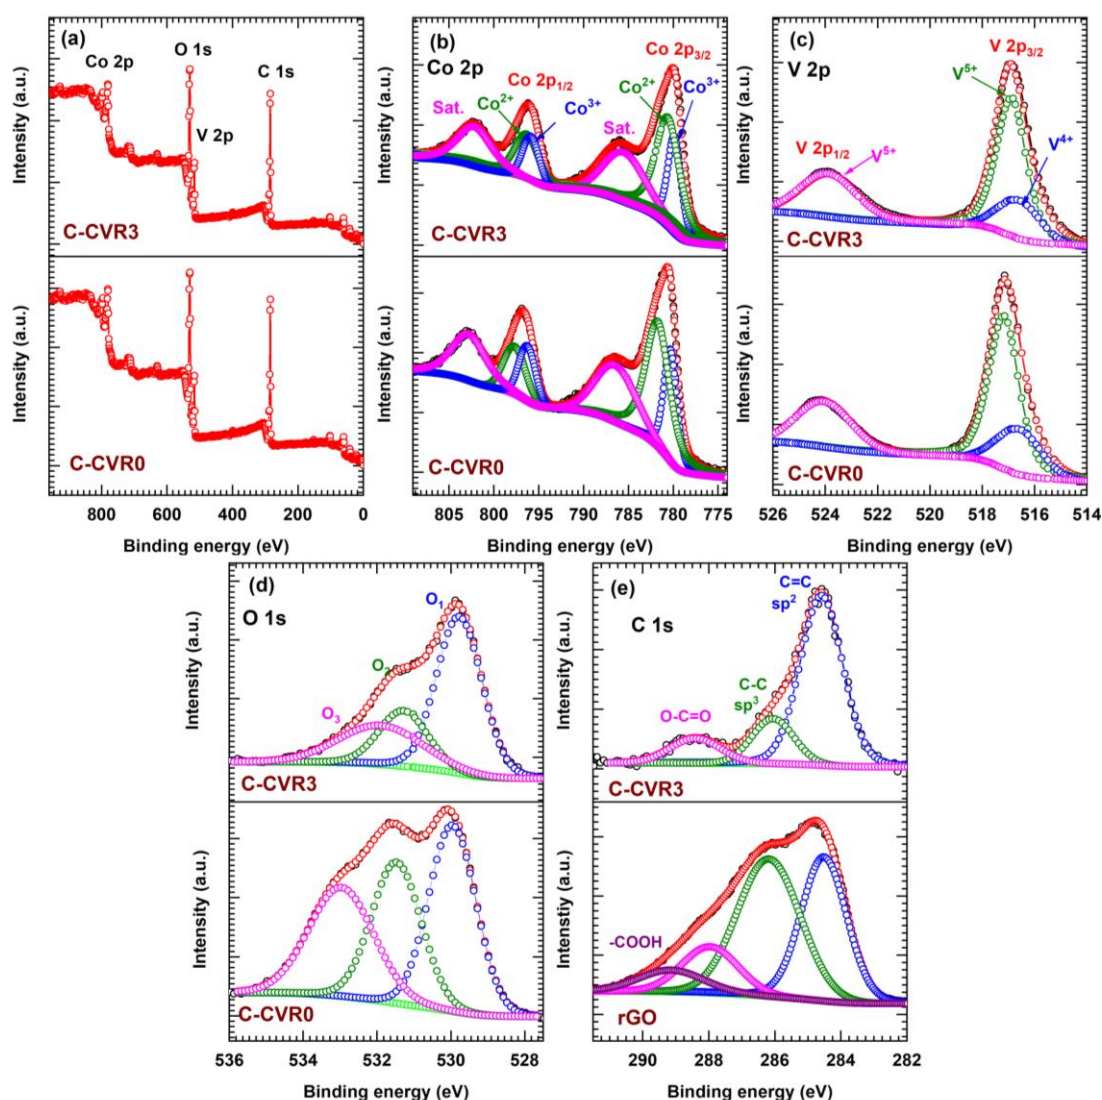 (a)
Co 2p
O 1s
V 2p
C 1s
C-CVR3
C-CVR0
Intensity (a.u.)
Intensity (a.u.)
800 600 400 200 0
Binding energy (eV)
(b)
Co 2p
Co 2p1/2
Co 2p3/2
Sat.
Co2+
Co3+
Sat.
Co2+
Co3+
C-CVR3
C-CVR0
Intensity (a.u.)
Intensity (a.u.)
805 800 795 790 785 780 775
Binding energy (eV)
(c)
V 2p
V 2p3/2
V5+
V4+
V 2p1/2
V5+
C-CVR3
C-CVR0
Intensity (a.u.)
Intensity (a.u.)
526 524 522 520 518 516 514
Binding energy (eV)
(d)
O 1s
O1
O2
O3
C-CVR3
C-CVR0
Intensity (a.u.)
Intensity (a.u.)
536 534 532 530 528
Binding energy (eV)
(e)
C 1s
C=C
sp2
C-C
sp3
O-C=O
C-CVR3
-COOH
rGO
Intensity (a.u.)
Intenstiy (a.u.)
290 288 286 284 282
Binding energy (eV)